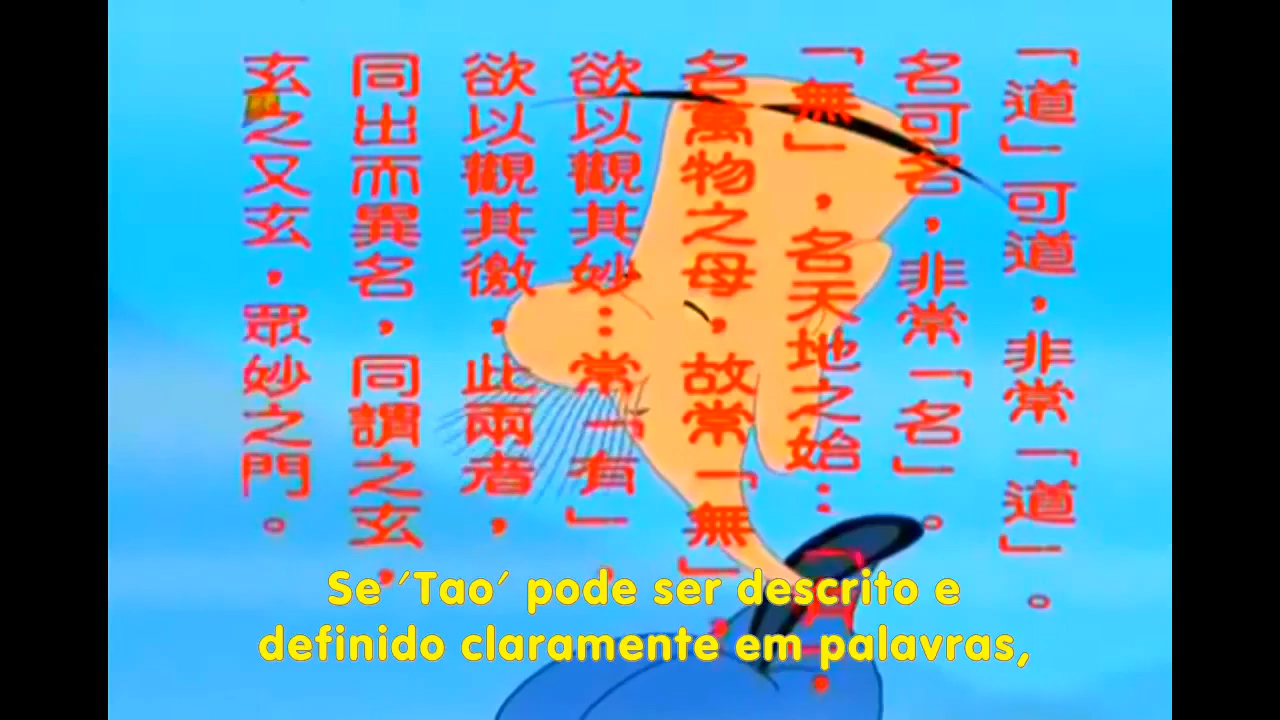 「道」可道，非常「道」。
名可名，非常「名」。
「無」，名天地之始：「有」，
名萬物之母，故常「無」，
欲以觀其妙：常「有」，
欲以觀其徼，此兩者，
同出而異名，同謂之玄，
玄之又玄，眾妙之門。
Se 'Tao' pode ser descrito e
definido claramente em palavras,